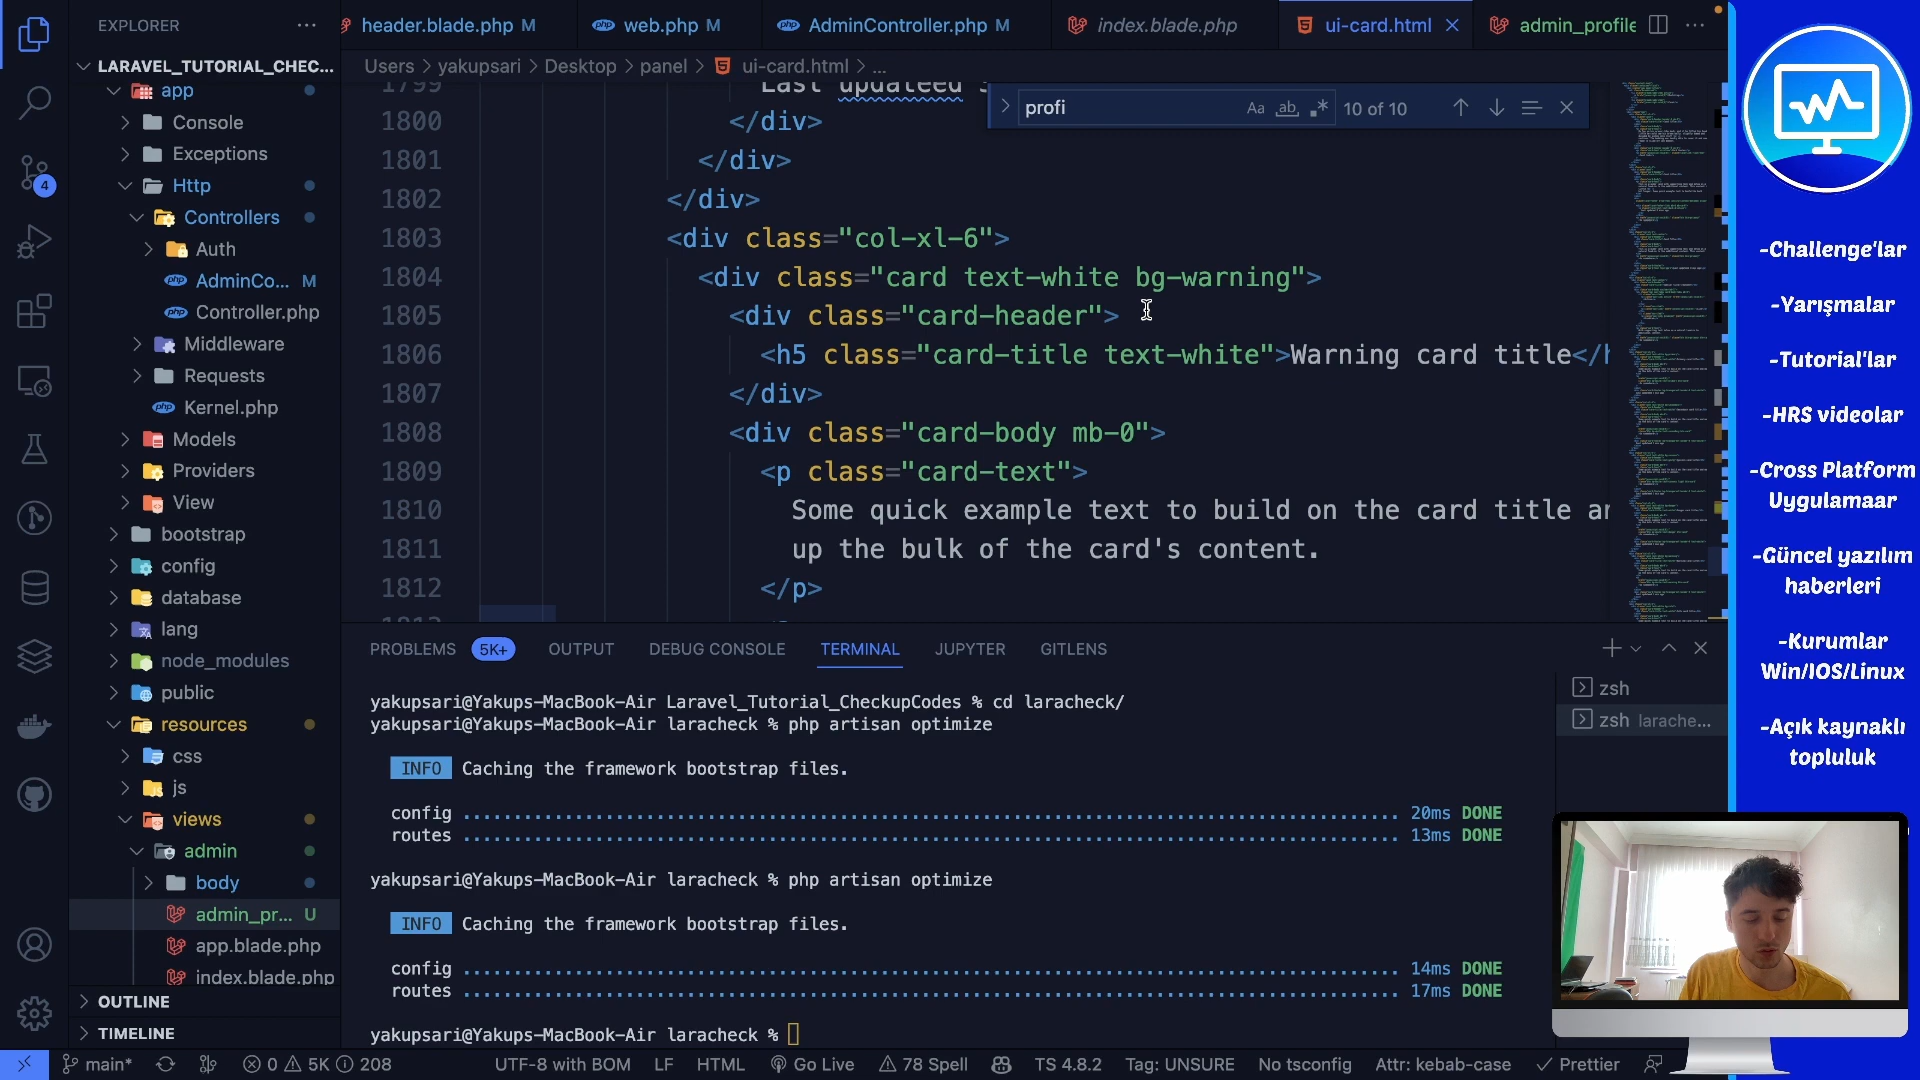 EXPLORER
header.blade.php M
web.php M
AdminController.php M
index.blade.php
ui-card.html
admin_profile
LARAVEL_TUTORIAL_CHEC...
Users > yakupsari > Desktop > panel > ui-card.html > ...
app
Console
Exceptions
Http
Controllers
Auth
AdminCo... M
Controller.php
Middleware
Requests
Kernel.php
Models
Providers
View
bootstrap
config
database
lang
node_modules
public
resources
css
js
views
admin
body
admin_pr... U
app.blade.php
index.blade.php
OUTLINE
TIMELINE
4
profi
Aa ab 10 of 10
1799 Last updateed
1800 </div>
1801 </div>
1802 </div>
1803 <div class="col-xl-6">
1804 <div class="card text-white bg-warning">
1805 <div class="card-header">
1806 <h5 class="card-title text-white">Warning card title</h
1807 </div>
1808 <div class="card-body mb-0">
1809 <p class="card-text">
1810 Some quick example text to build on the card title an
1811 up the bulk of the card's content.
1812 </p>
PROBLEMS 5K+ OUTPUT DEBUG CONSOLE TERMINAL JUPYTER GITLENS
yakupsari@Yakups-MacBook-Air Laravel_Tutorial_CheckupCodes % cd laracheck/
yakupsari@Yakups-MacBook-Air laracheck % php artisan optimize
INFO Caching the framework bootstrap files.
config ........................................ 20ms DONE
routes ........................................ 13ms DONE
yakupsari@Yakups-MacBook-Air laracheck % php artisan optimize
INFO Caching the framework bootstrap files.
config ........................................ 14ms DONE
routes ........................................ 17ms DONE
yakupsari@Yakups-MacBook-Air laracheck %
zsh
zsh larache...
main* 0 5K 208 UTF-8 with BOM LF HTML Go Live 78 Spell TS 4.8.2 Tag: UNSURE No tsconfig Attr: kebab-case Prettier
-Challenge'lar
-Yarışmalar
-Tutorial'lar
-HRS videolar
-Cross Platform
Uygulamaar
-Güncel yazılım
haberleri
-Kurumlar
Win/IOS/Linux
-Açık kaynaklı
topluluk